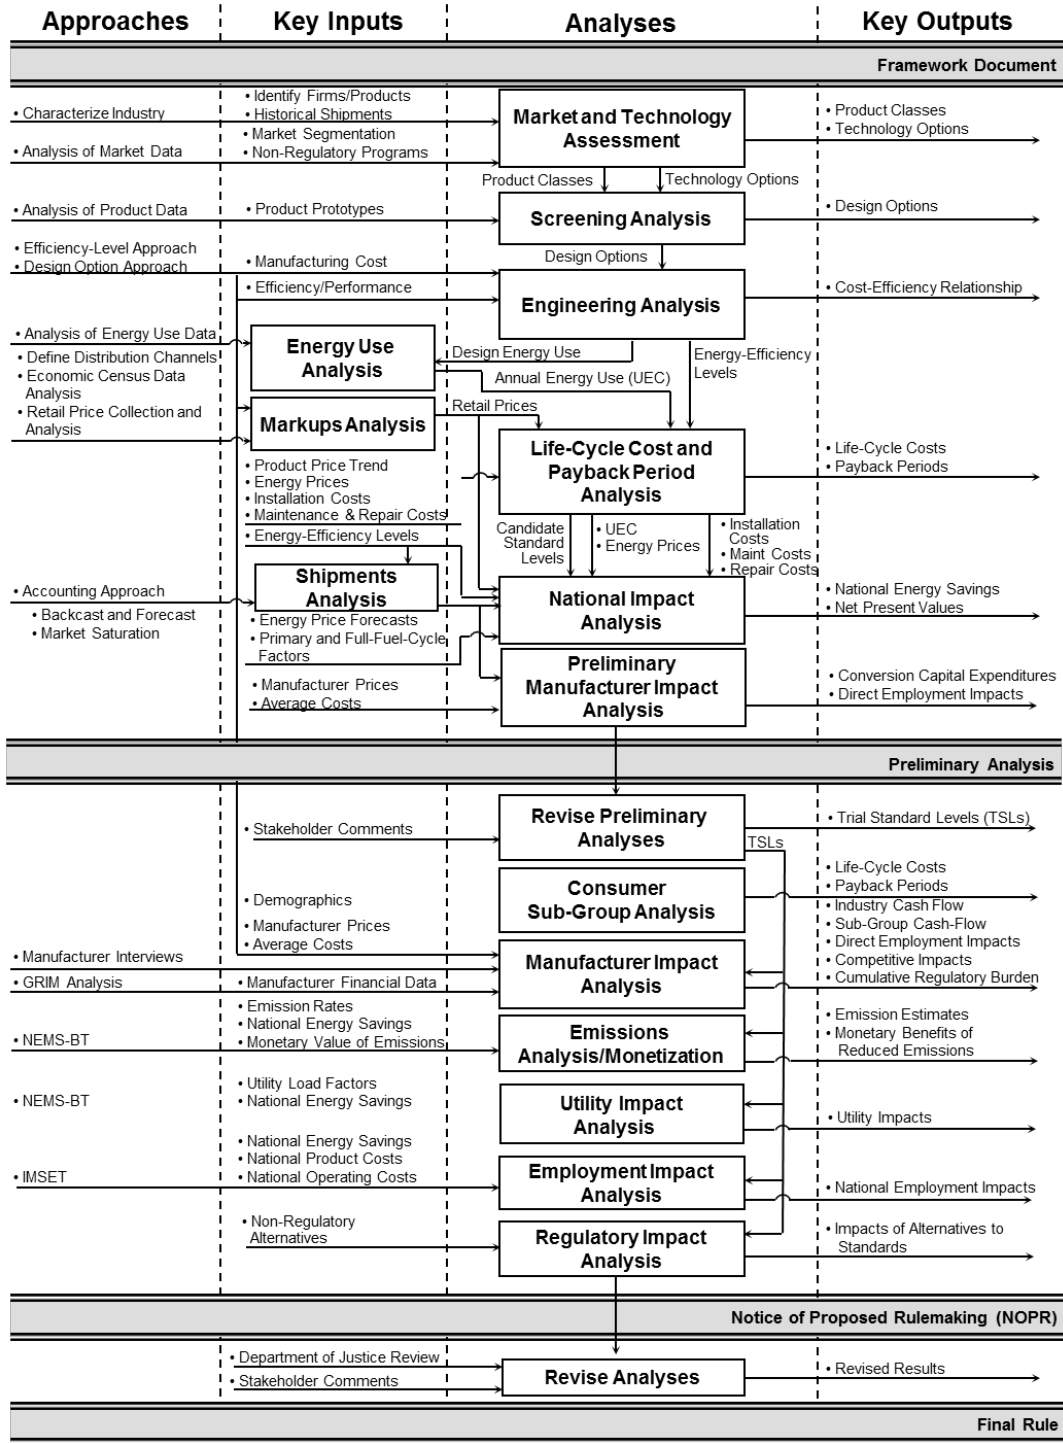 Approaches
Key Inputs
Analyses
Key Outputs
Framework Document
• Characterize Industry
• Analysis of Market Data
• Identify Firms/Products
• Historical Shipments
• Market Segmentation
• Non-Regulatory Programs
Market and Technology
Assessment
• Product Classes
• Technology Options
Product Classes
Technology Options
• Analysis of Product Data
• Product Prototypes
Screening Analysis
• Design Options
Design Options
• Efficiency-Level Approach
• Design Option Approach
• Manufacturing Cost
• Efficiency/Performance
Engineering Analysis
• Cost-Efficiency Relationship
• Analysis of Energy Use Data
Energy Use
Analysis
Design Energy Use
Annual Energy Use (UEC)
Energy-Efficiency
Levels
• Define Distribution Channels
• Economic Census Data
Analysis
• Retail Price Collection and
Analysis
Markups Analysis
Retail Prices
• Product Price Trend
• Energy Prices
• Installation Costs
• Maintenance & Repair Costs
Life-Cycle Cost and
Payback Period
Analysis
• Life-Cycle Costs
• Payback Periods
Candidate
Standard
Levels
• UEC
• Energy Prices
• Installation
Costs
• Maint Costs
• Repair Costs
• Energy-Efficiency Levels
• Accounting Approach
• Backcast and Forecast
• Market Saturation
Shipments
Analysis
• Energy Price Forecasts
• Primary and Full-Fuel-Cycle
Factors
National Impact
Analysis
• National Energy Savings
• Net Present Values
• Manufacturer Prices
• Average Costs
Preliminary
Manufacturer Impact
Analysis
• Conversion Capital Expenditures
• Direct Employment Impacts
Preliminary Analysis
• Stakeholder Comments
Revise Preliminary
Analyses
• Trial Standard Levels (TSLs)
TSLs
• Demographics
Consumer
Sub-Group Analysis
• Life-Cycle Costs
• Payback Periods
• Industry Cash Flow
• Sub-Group Cash-Flow
• Direct Employment Impacts
• Competitive Impacts
• Cumulative Regulatory Burden
• Manufacturer Prices
• Average Costs
• Manufacturer Interviews
• GRIM Analysis
• Manufacturer Financial Data
Manufacturer Impact
Analysis
• Emission Rates
• National Energy Savings
• Monetary Value of Emissions
• NEMS-BT
Emissions
Analysis/Monetization
• Emission Estimates
• Monetary Benefits of
Reduced Emissions
• NEMS-BT
• Utility Load Factors
• National Energy Savings
Utility Impact
Analysis
• Utility Impacts
• National Energy Savings
• National Product Costs
• National Operating Costs
• IMSET
Employment Impact
Analysis
• National Employment Impacts
• Non-Regulatory
Alternatives
Regulatory Impact
Analysis
• Impacts of Alternatives to
Standards
Notice of Proposed Rulemaking (NOPR)
• Department of Justice Review
• Stakeholder Comments
Revise Analyses
• Revised Results
Final Rule